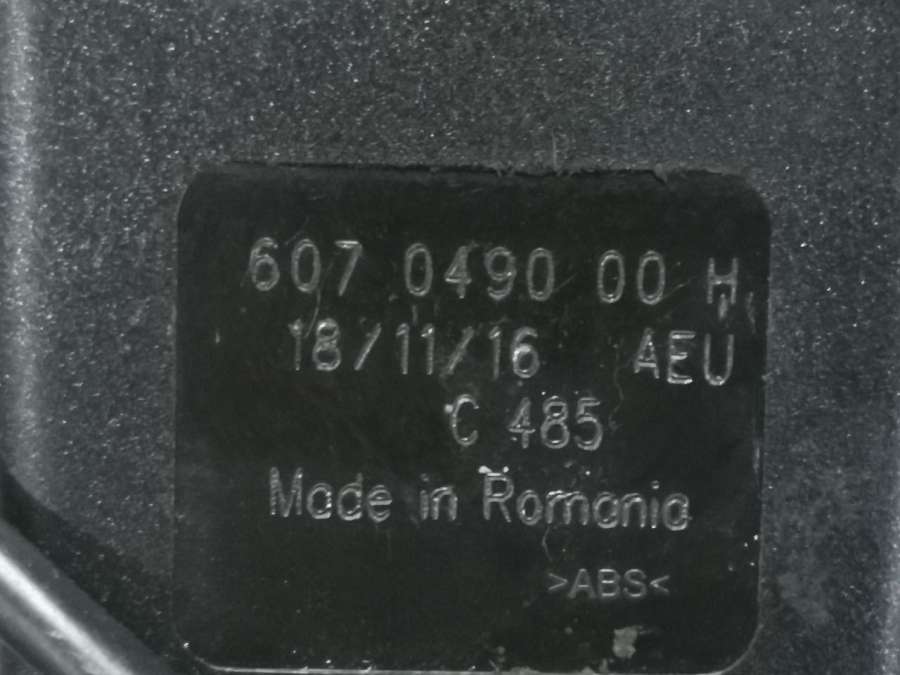 607 0490 00 H
18/11/16 AEU
C 485
Made in Romania
>ABS<